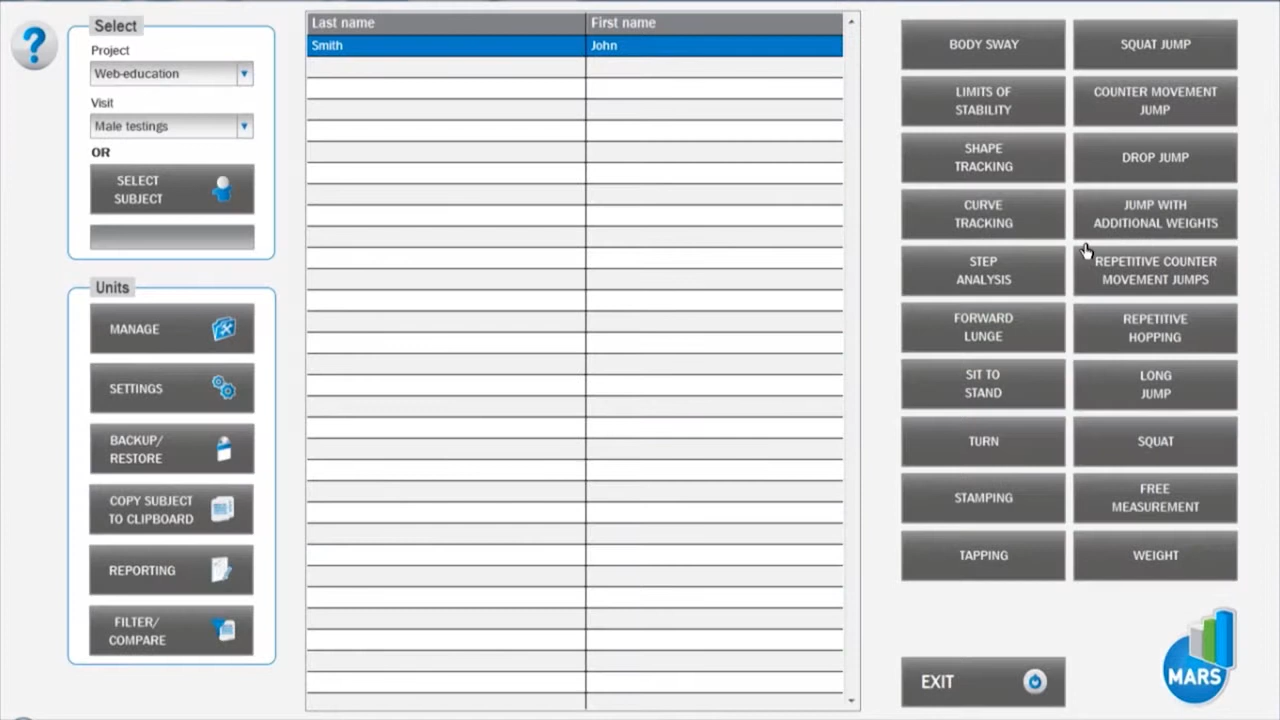 ?
Select
Project
Web-education
Visit
Male testings
OR
SELECT
SUBJECT
Units
MANAGE
SETTINGS
BACKUP/
RESTORE
COPY SUBJECT
TO CLIPBOARD
REPORTING
FILTER/
COMPARE
Last name First name
Smith John
BODY SWAY
LIMITS OF
STABILITY
SHAPE
TRACKING
CURVE
TRACKING
STEP
ANALYSIS
FORWARD
LUNGE
SIT TO
STAND
TURN
STAMPING
TAPPING
SQUAT JUMP
COUNTER MOVEMENT
JUMP
DROP JUMP
JUMP WITH
ADDITIONAL WEIGHTS
REPETITIVE COUNTER
MOVEMENT JUMPS
REPETITIVE
HOPPING
LONG
JUMP
SQUAT
FREE
MEASUREMENT
WEIGHT
EXIT
MARS